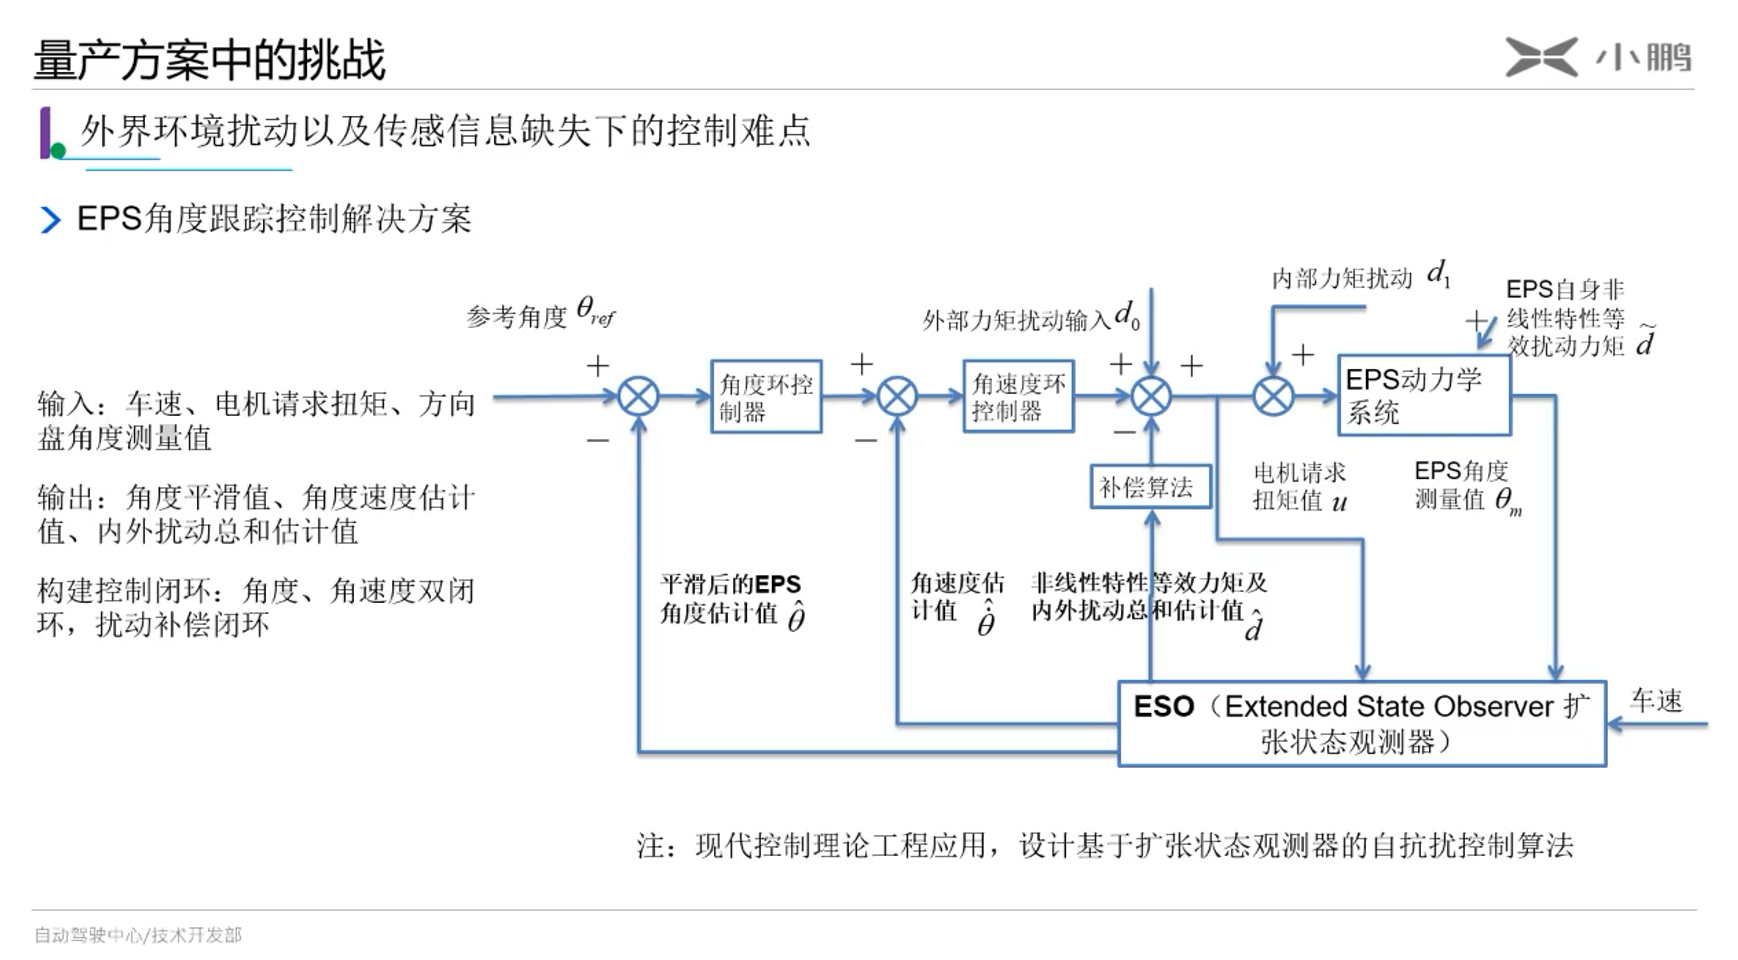 量产方案中的挑战
小鹏
外界环境扰动以及传感信息缺失下的控制难点
EPS角度跟踪控制解决方案
输入：车速、电机请求扭矩、方向
盘角度测量值
输出：角度平滑值、角度速度估计
值、内外扰动总和估计值
构建控制闭环：角度、角速度双闭
环，扰动补偿闭环
参考角度 θref
+
−
角度环控
制器
+
−
角速度环
控制器
外部力矩扰动输入 d0
+
+
−
补偿算法
内部力矩扰动 d1
+
EPS自身非
线性特性等
效扰动力矩 d̃
+
EPS动力学
系统
电机请求
扭矩值 u
EPS角度
测量值 θm
平滑后的EPS
角度估计值 θ̂
角速度估
计值 θ̇̂
非线性特性等效力矩及
内外扰动总和估计值 d̂
ESO（Extended State Observer 扩
张状态观测器）
车速
注：现代控制理论工程应用，设计基于扩张状态观测器的自抗扰控制算法
自动驾驶中心/技术开发部